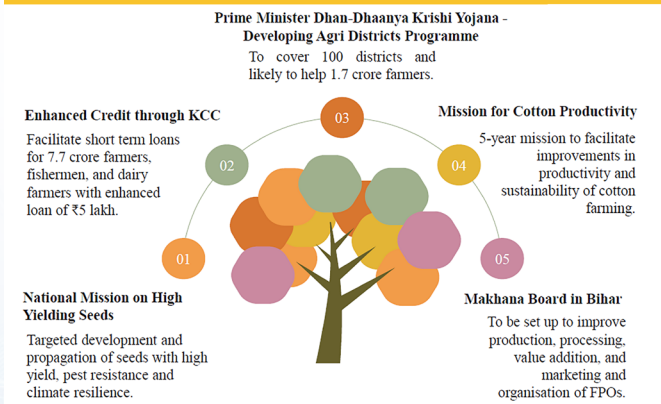 Prime Minister Dhan-Dhaanya Krishi Yojana -
Developing Agri Districts Programme
To cover 100 districts and
likely to help 1.7 crore farmers.
03
Enhanced Credit through KCC
Facilitate short term loans
for 7.7 crore farmers,
fishermen, and dairy
farmers with enhanced
loan of ₹5 lakh.
02
Mission for Cotton Productivity
5-year mission to facilitate
improvements in
productivity and
sustainability of cotton
farming.
04
01
National Mission on High
Yielding Seeds
Targeted development and
propagation of seeds with high
yield, pest resistance and
climate resilience.
05
Makhana Board in Bihar
To be set up to improve
production, processing,
value addition, and
marketing and
organisation of FPOs.